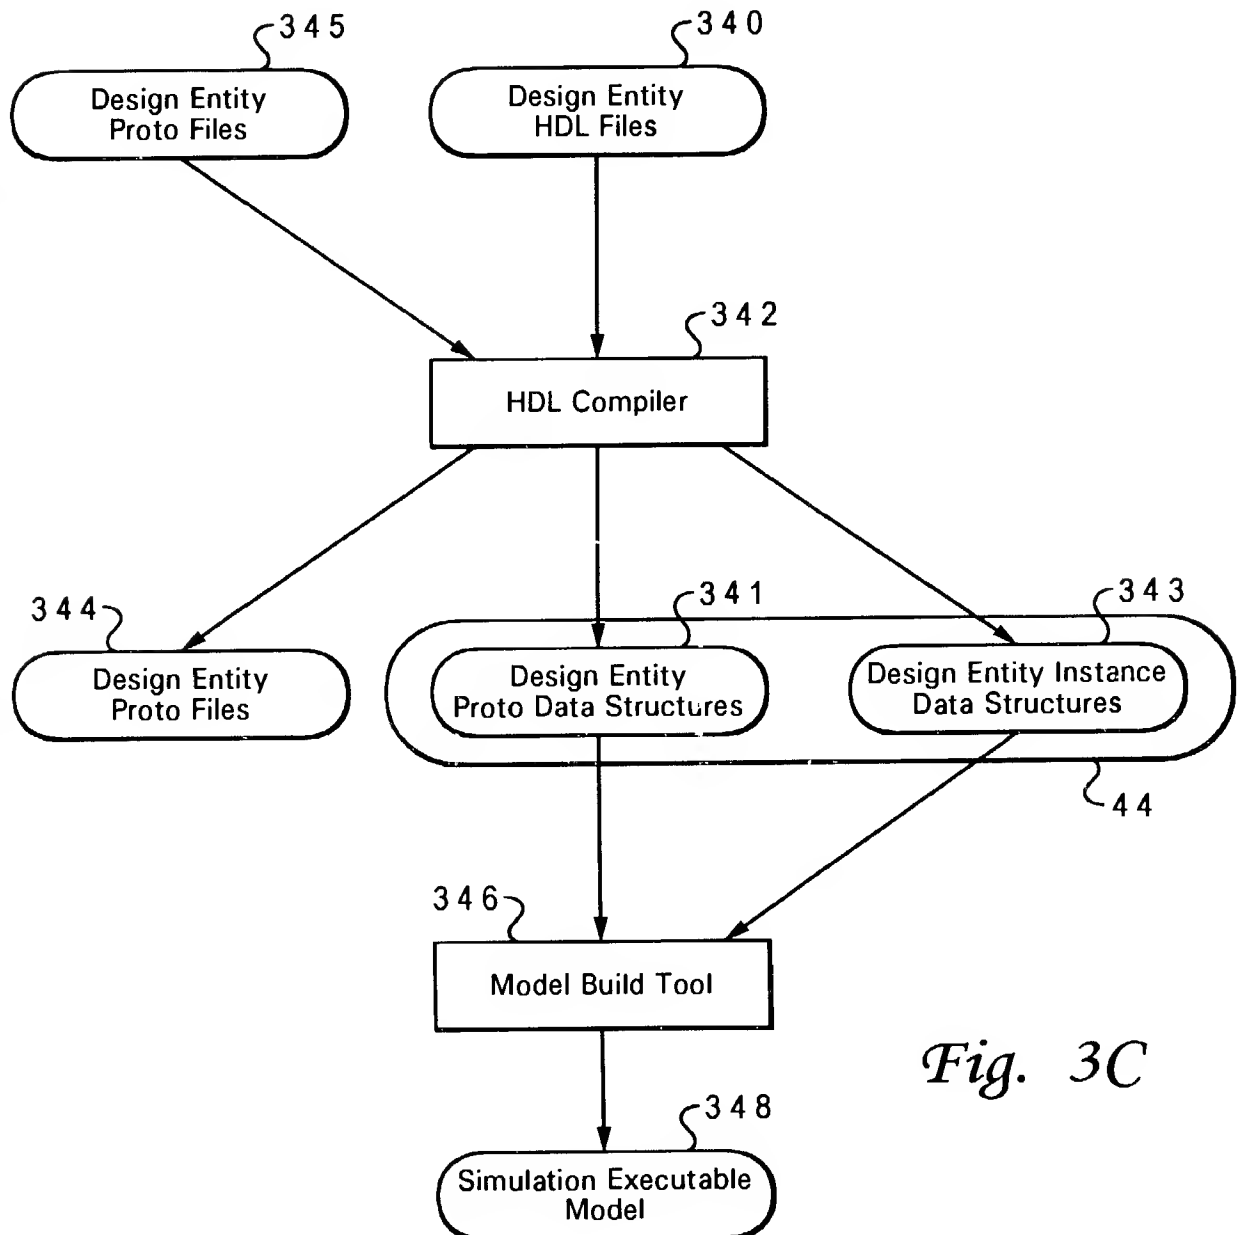 345
340
Design Entity
Proto Files
Design Entity
HDL Files
342
HDL Compiler
344
341
343
Design Entity
Proto Files
Design Entity
Proto Data Structures
Design Entity Instance
Data Structures
44
346
Model Build Tool
Fig. 3C
348
Simulation Executable
Model